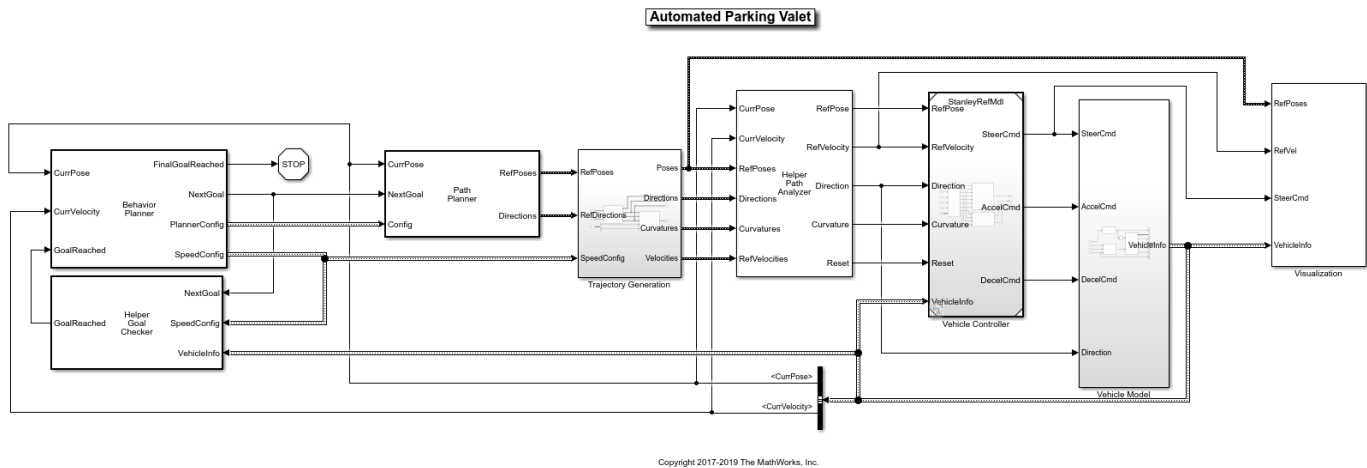 Automated Parking Valet
CurrPose
CurrVelocity
GoalReached
Behavior
Planner
FinalGoalReached
NextGoal
PlannerConfig
SpeedConfig
STOP
GoalReached
Helper
Goal
Checker
NextGoal
SpeedConfig
VehicleInfo
CurrPose
NextGoal
Config
Path
Planner
RefPoses
Directions
RefPoses
RefDirections
SpeedConfig
Poses
Directions
Curvatures
Velocities
Trajectory Generation
CurrPose
CurrVelocity
RefPoses
Directions
Curvatures
RefVelocities
Helper
Path
Analyzer
RefPose
RefVelocity
Direction
Curvature
Reset
StanleyRefMdl
RefPose
RefVelocity
Direction
Curvature
Reset
VehicleInfo
SteerCmd
AccelCmd
DecelCmd
Vehicle Controller
SteerCmd
AccelCmd
DecelCmd
Direction
VehicleInfo
Vehicle Model
RefPoses
RefVel
SteerCmd
VehicleInfo
Visualization
<CurrPose>
<CurrVelocity>
Copyright 2017-2019 The MathWorks, Inc.